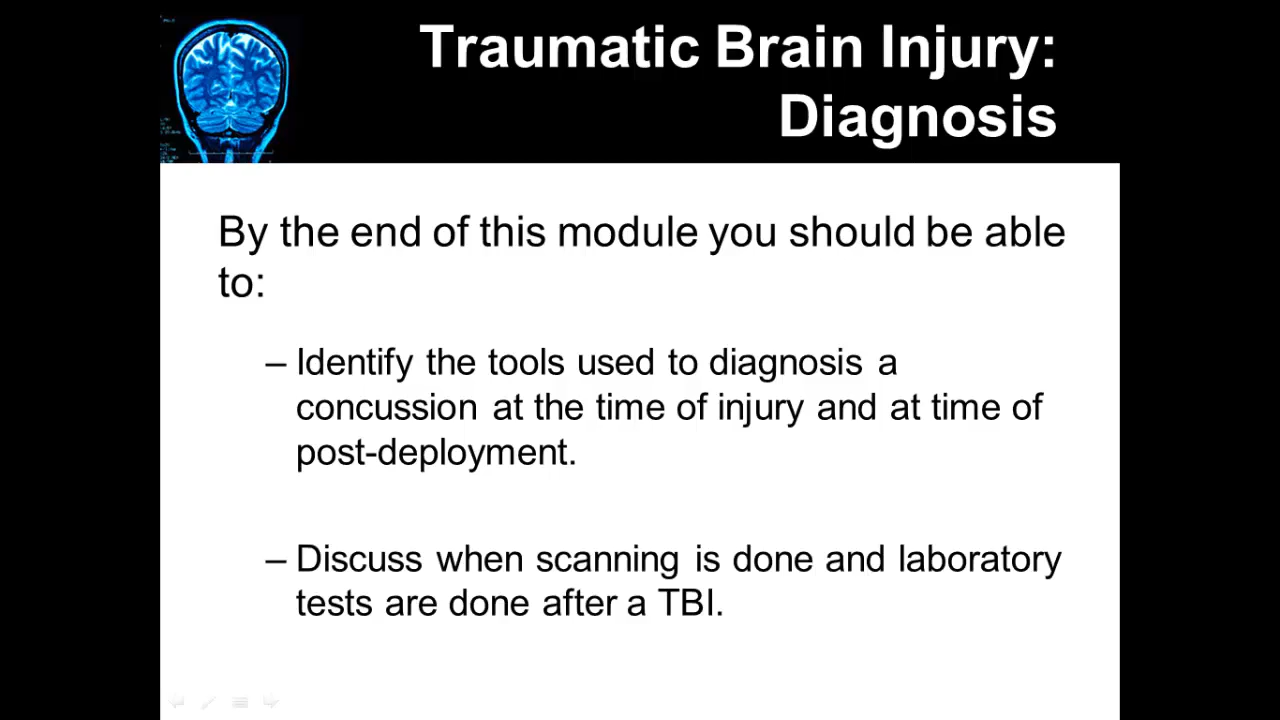 Traumatic Brain Injury:
Diagnosis
By the end of this module you should be able
to:
– Identify the tools used to diagnosis a
concussion at the time of injury and at time of
post-deployment.
– Discuss when scanning is done and laboratory
tests are done after a TBI.